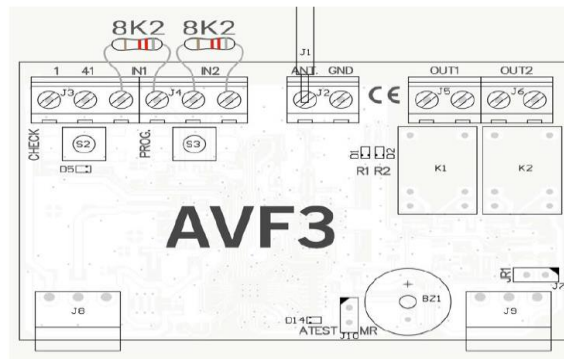 8K2 8K2
J1
1 41 IN1 IN2 ANT. GND OUT1 OUT2
J3 J4 J2 CE J5 J6
CHECK S2 PROG. S3
D5 D1 D2
R1 R2 K1 K2
AVF3
JR1
J7
J8 BZ1 J9
D14
ATEST MR
J10